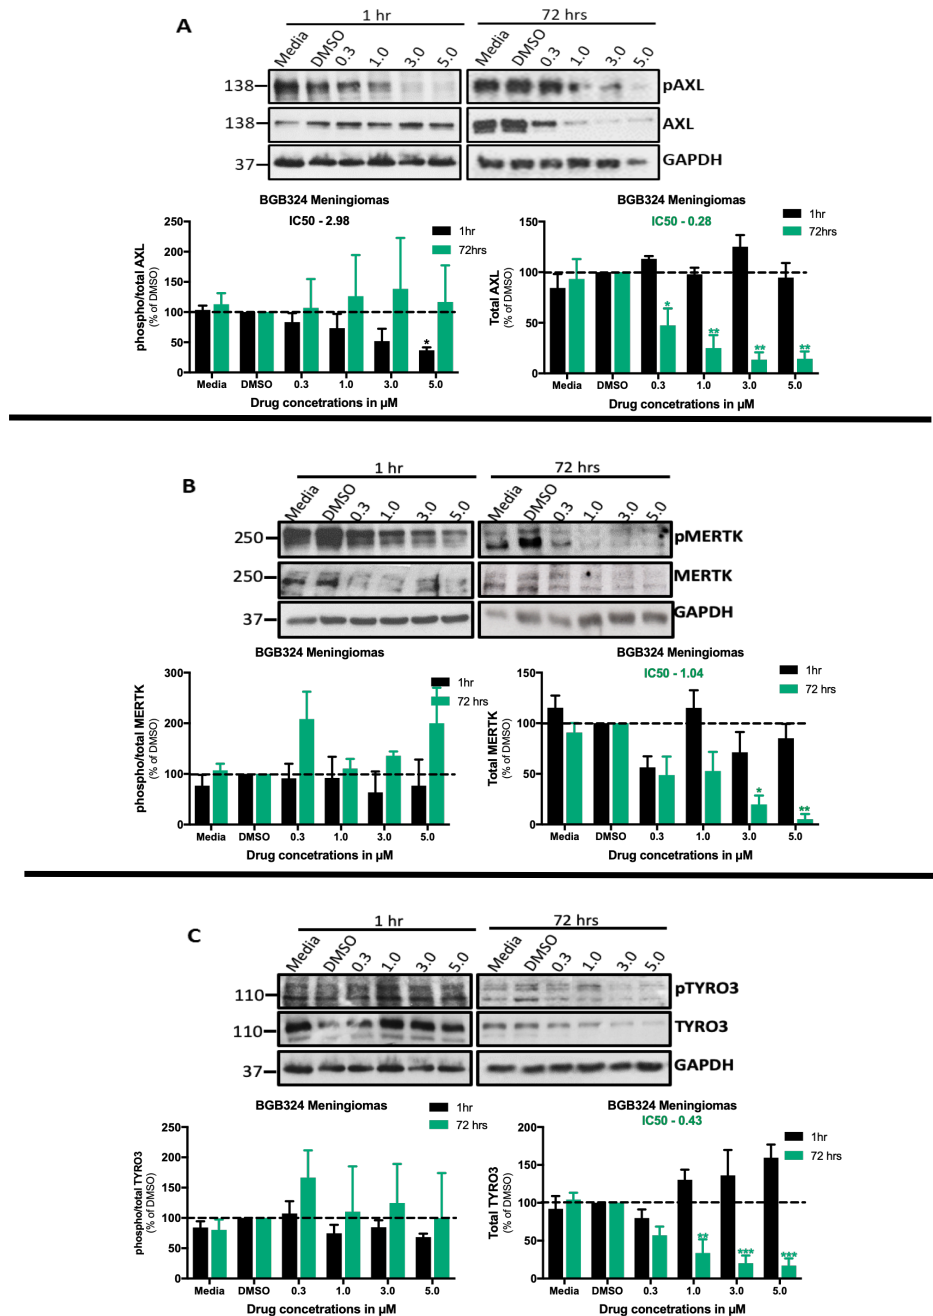 A
1 hr
72 hrs
Media DMSO 0.3 1.0 3.0 5.0
Media DMSO 0.3 1.0 3.0 5.0
138 pAXL
138 AXL
37 GAPDH
BGB324 Meningiomas
IC50 - 2.98
1hr
72hrs
phospho/total AXL
(% of DMSO)
250
200
150
100
50
0
*
Media DMSO 0.3 1.0 3.0 5.0
Drug concetrations in µM
BGB324 Meningiomas
IC50 - 0.28
1hr
72hrs
Total AXL
(% of DMSO)
150
100
50
0
* ** ** **
Media DMSO 0.3 1.0 3.0 5.0
Drug concetrations in µM
B
1 hr
72 hrs
Media DMSO 0.3 1.0 3.0 5.0
Media DMSO 0.3 1.0 3.0 5.0
250 pMERTK
250 MERTK
37 GAPDH
BGB324 Meningiomas
1hr
72 hrs
phospho/total MERTK
(% of DMSO)
300
200
100
0
Media DMSO 0.3 1.0 3.0 5.0
Drug concetrations in µM
BGB324 Meningiomas
IC50 - 1.04
1hr
72 hrs
Total MERTK
(% of DMSO)
150
100
50
0
* **
Media DMSO 0.3 1.0 3.0 5.0
Drug concetrations in µM
C
1 hr
72 hrs
Media DMSO 0.3 1.0 3.0 5.0
Media DMSO 0.3 1.0 3.0 5.0
110 pTYRO3
110 TYRO3
37 GAPDH
BGB324 Meningiomas
1hr
72 hrs
phospho/total TYRO3
(% of DMSO)
250
200
150
100
50
0
Media DMSO 0.3 1.0 3.0 5.0
Drug concetrations in µM
BGB324 Meningiomas
IC50 - 0.43
1hr
72 hrs
Total TYRO3
(% of DMSO)
200
150
100
50
0
** *** ***
Media DMSO 0.3 1.0 3.0 5.0
Drug concetrations in µM